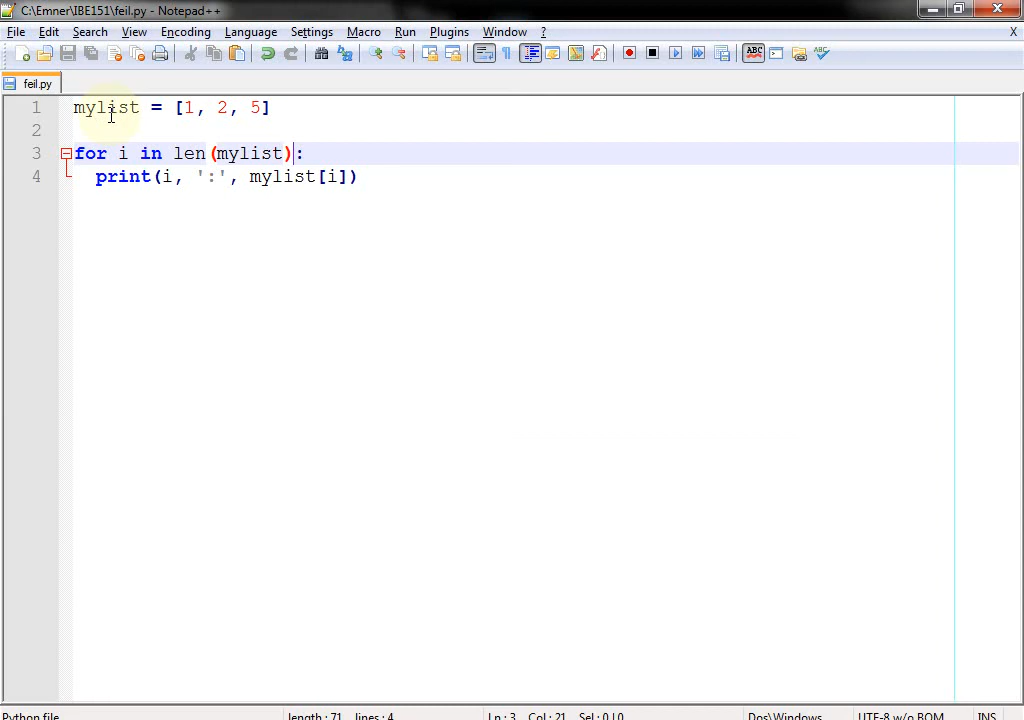 C:\Emner\IBE151\feil.py - Notepad++
File Edit Search View Encoding Language Settings Macro Run Plugins Window ? X
ABC ABC
feil.py
1 mylist = [1, 2, 5]
2
3 for i in len(mylist):
4 print(i, ':', mylist[i])
Python file length : 71 lines : 4 Ln : 3 Col : 21 Sel : 0 | 0 Dos\Windows UTF-8 w/o BOM INS